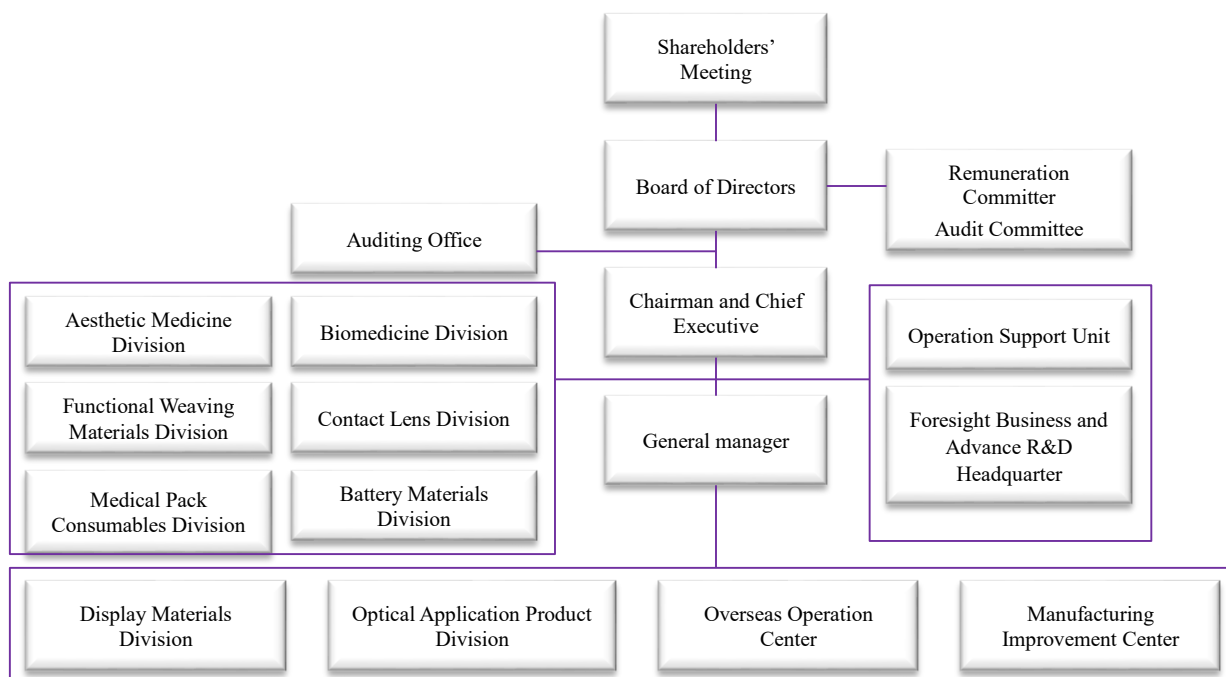 Shareholders’
Meeting
Board of Directors
Remuneration
Committer
Audit Committee
Auditing Office
Chairman and Chief
Executive
Aesthetic Medicine
Division
Biomedicine Division
Operation Support Unit
Functional Weaving
Materials Division
Contact Lens Division
General manager
Foresight Business and
Advance R&D
Headquarter
Medical Pack
Consumables Division
Battery Materials
Division
Display Materials
Division
Optical Application Product
Division
Overseas Operation
Center
Manufacturing
Improvement Center